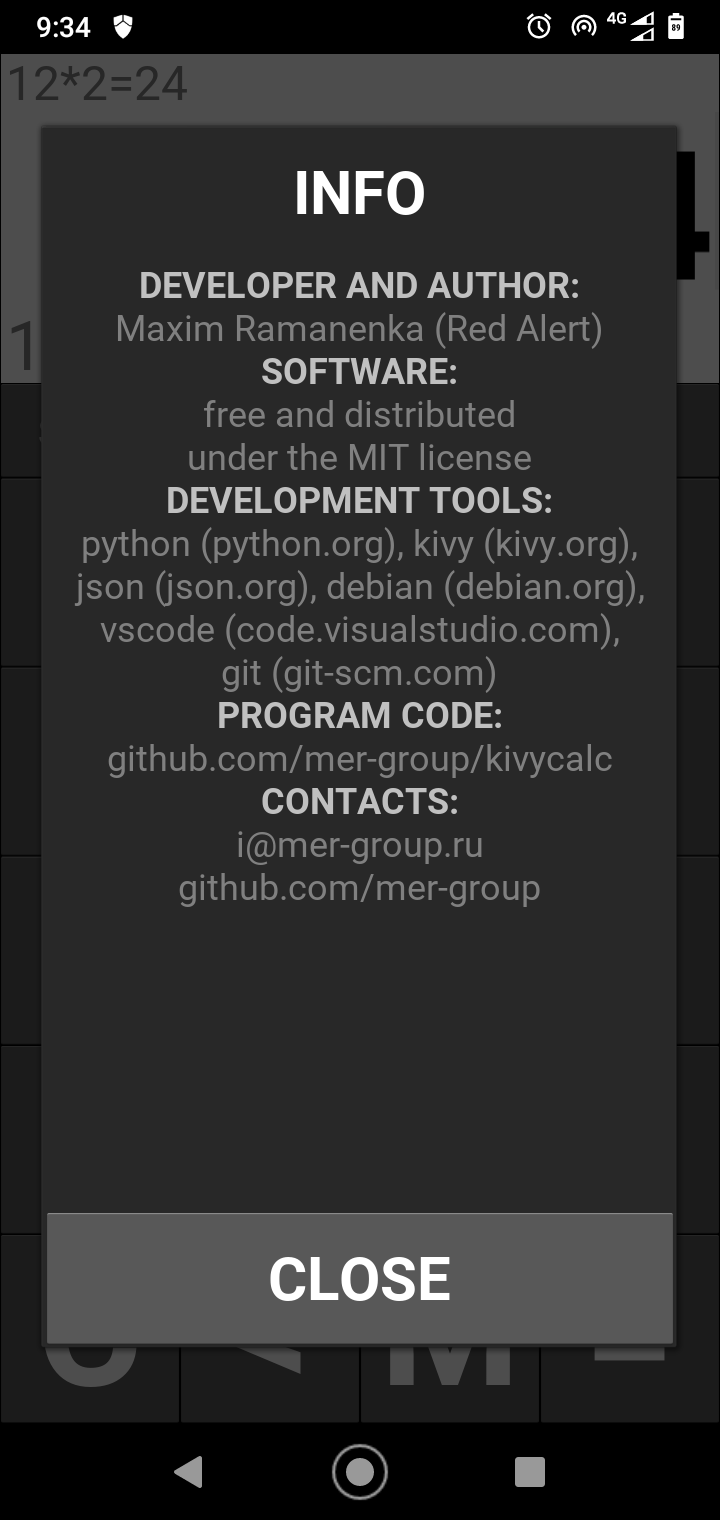 9:34
4G
89
12*2=24
4
1
INFO
DEVELOPER AND AUTHOR:
Maxim Ramanenka (Red Alert)
SOFTWARE:
free and distributed
under the MIT license
DEVELOPMENT TOOLS:
python (python.org), kivy (kivy.org),
json (json.org), debian (debian.org),
vscode (code.visualstudio.com),
git (git-scm.com)
PROGRAM CODE:
github.com/mer-group/kivycalc
CONTACTS:
i@mer-group.ru
github.com/mer-group
CLOSE
M